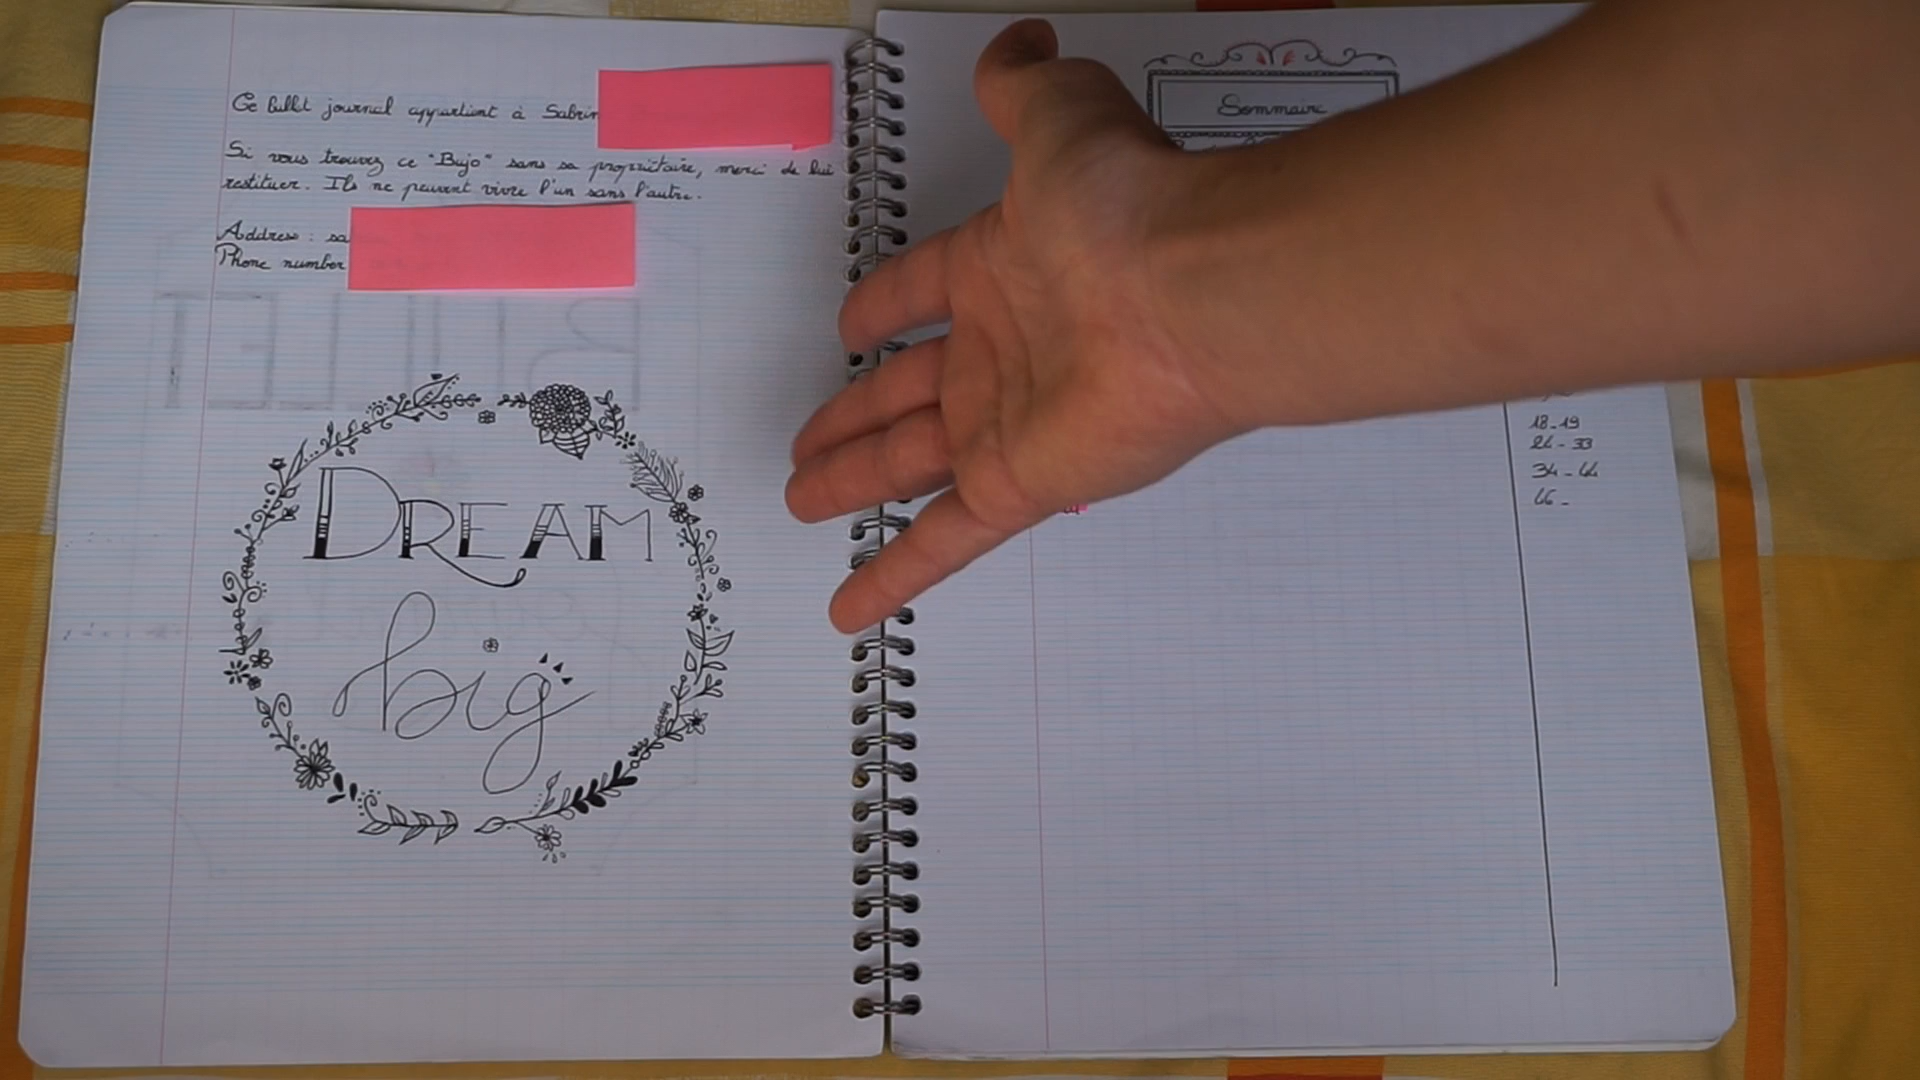 Ce bullet journal appartient à Sabrin
Si vous trouvez ce "Bujo" sans sa propriétaire, merci de lui
restituer. Ils ne peuvent vivre l'un sans l'autre.
Address : sa
Phone number
DREAM
big
Sommaire
18-19
34-44